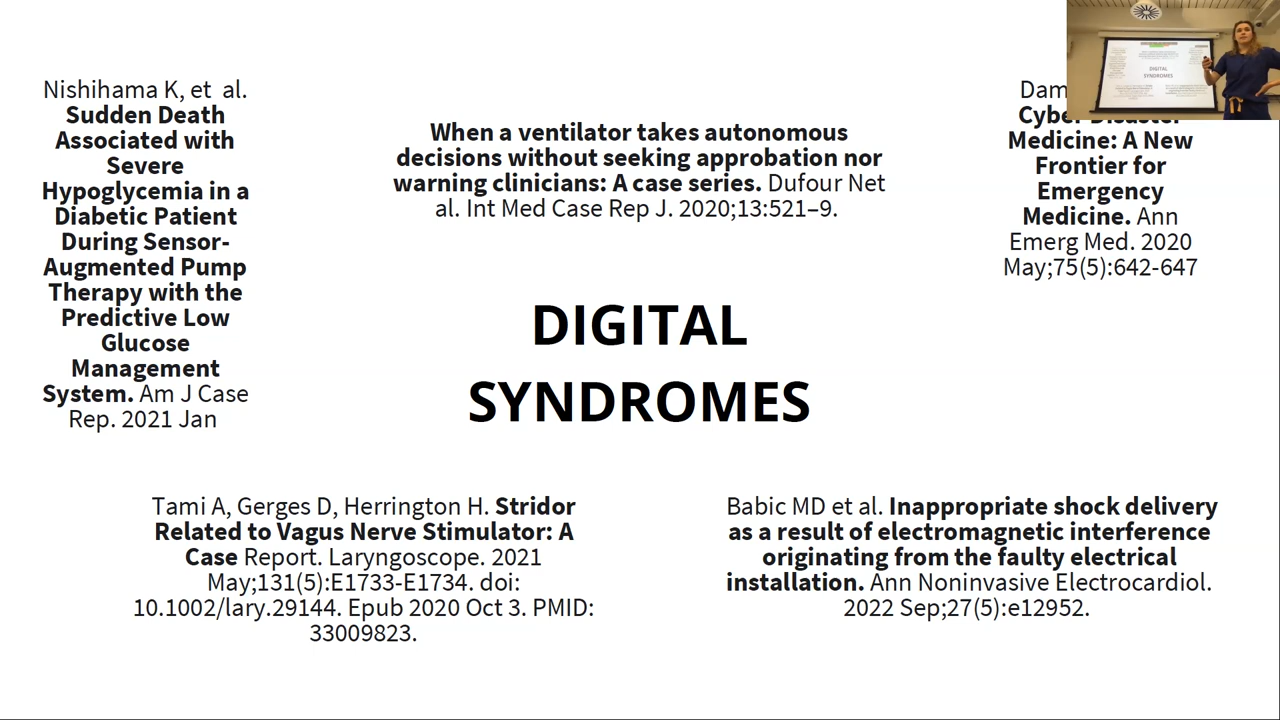 Nishihama K, et al.
Sudden Death
Associated with
Severe
Hypoglycemia in a
Diabetic Patient
During Sensor-
Augmented Pump
Therapy with the
Predictive Low
Glucose
Management
System. Am J Case
Rep. 2021 Jan
When a ventilator takes autonomous
decisions without seeking approbation nor
warning clinicians: A case series. Dufour Net
al. Int Med Case Rep J. 2020;13:521–9.
Medicine: A New
Frontier for
Emergency
Medicine. Ann
Emerg Med. 2020
May;75(5):642-647
DIGITAL
SYNDROMES
Tami A, Gerges D, Herrington H. Stridor
Related to Vagus Nerve Stimulator: A
Case Report. Laryngoscope. 2021
May;131(5):E1733-E1734. doi:
10.1002/lary.29144. Epub 2020 Oct 3. PMID:
33009823.
Babic MD et al. Inappropriate shock delivery
as a result of electromagnetic interference
originating from the faulty electrical
installation. Ann Noninvasive Electrocardiol.
2022 Sep;27(5):e12952.
DIGITAL
SYNDROMES